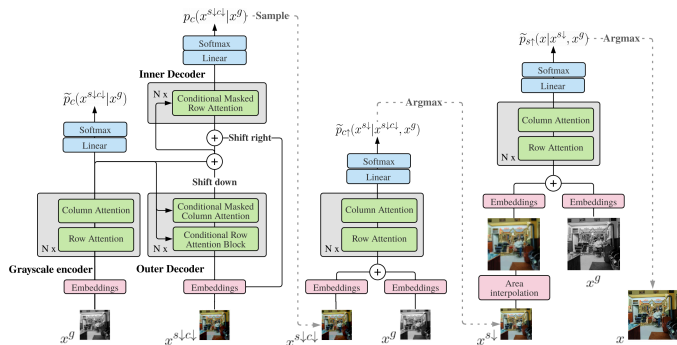 p_c(x^{s↓c↓}|x^g)
Sample
Softmax
Linear
Inner Decoder
N x
Conditional Masked
Row Attention
p̃_c(x^{s↓c↓}|x^g)
Softmax
Linear
Shift right
Shift down
Column Attention
Row Attention
N x
Grayscale encoder
Embeddings
x^g
Conditional Masked
Column Attention
Conditional Row
Attention Block
N x
Outer Decoder
Embeddings
x^{s↓c↓}
Argmax
p̃_{c↑}(x^{s↓}|x^{s↓c↓}, x^g)
Softmax
Linear
Column Attention
Row Attention
N x
Embeddings
Embeddings
x^{s↓c↓}
x^g
p̃_{s↑}(x|x^{s↓}, x^g)
Argmax
Softmax
Linear
Column Attention
Row Attention
N x
Embeddings
Embeddings
x^g
Area
interpolation
x^{s↓}
x